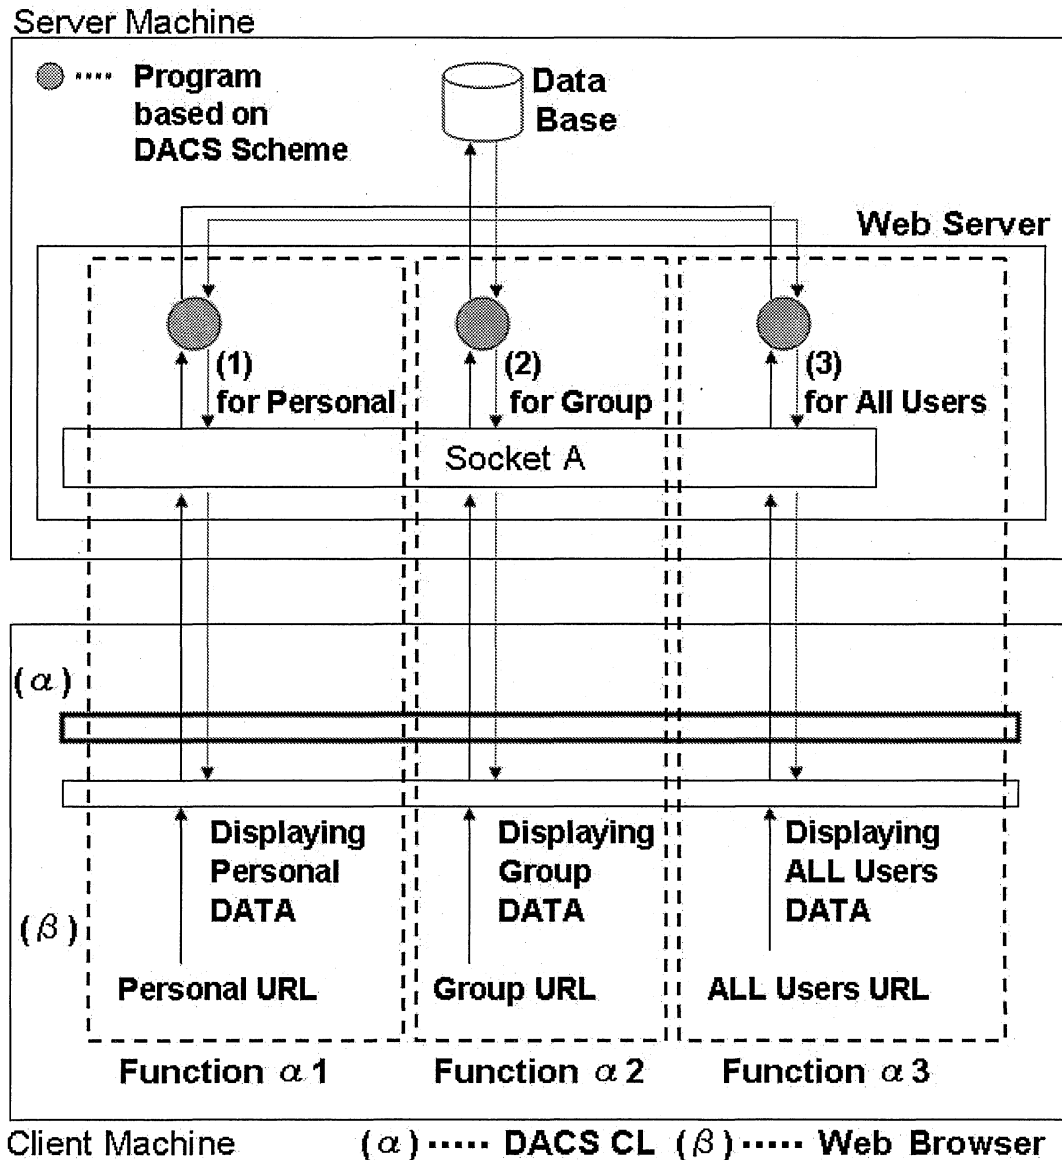 Server Machine
Program
based on
DACS Scheme
Data
Base
Web Server
(1)
for Personal
(2)
for Group
(3)
for All Users
Socket A
(α)
Displaying
Personal
DATA
Displaying
Group
DATA
Displaying
ALL Users
DATA
(β)
Personal URL
Group URL
ALL Users URL
Function α1
Function α2
Function α3
Client Machine
(α) ····· DACS CL (β) ····· Web Browser